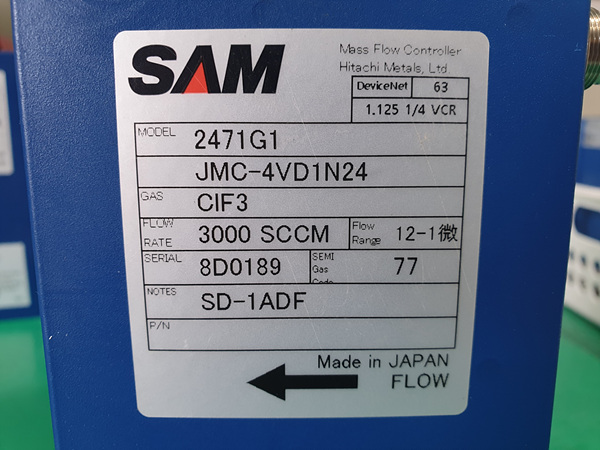 SAM
Mass Flow Controller
Hitachi Metals, Ltd.
DeviceNet 63
1.125 1/4 VCR
MODEL 2471G1
JMC-4VD1N24
GAS ClF3
FLOW RATE 3000 SCCM Flow Range 12-1微
SERIAL 8D0189 SEMI Gas Code 77
NOTES SD-1ADF
P/N
Made in JAPAN
FLOW